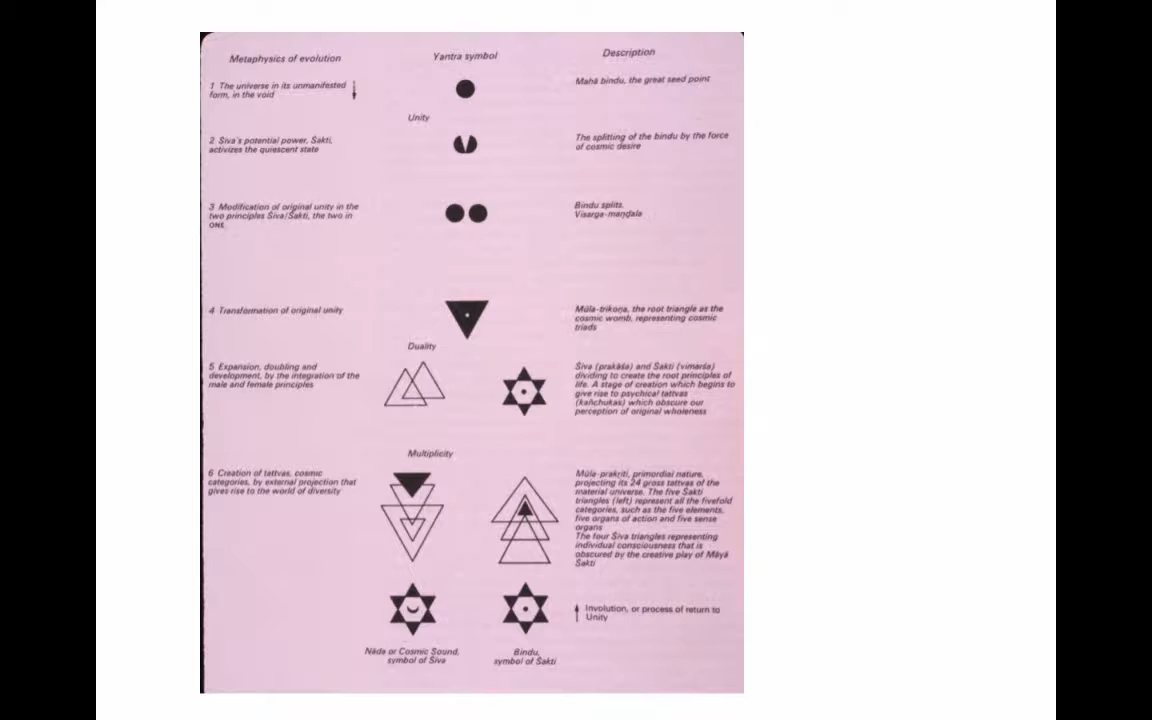 Metaphysics of evolution
Yantra symbol
Description
1 The universe in its unmanifested
form, in the void
Mahā bindu, the great seed point
Unity
2 Śiva's potential power, Śakti,
activizes the quiescent state
The splitting of the bindu by the force
of cosmic desire
3 Modification of original unity in the
two principles Śiva/Śakti, the two in
ONE
Bindu splits,
Visarga-maṇḍala
4 Transformation of original unity
Mūla-trikoṇa, the root triangle as the
cosmic womb, representing cosmic
triads
Duality
5 Expansion, doubling and
development, by the integration of the
male and female principles
Śiva (prakāśa) and Śakti (vimarśa)
dividing to create the root principles of
life. A stage of creation which begins to
give rise to psychical tattvas
(kañchukas) which obscure our
perception of original wholeness
Multiplicity
6 Creation of tattvas, cosmic
categories, by external projection that
gives rise to the world of diversity
Mūla-prakṛiti, primordial nature,
projecting its 24 gross tattvas of the
material universe. The five Śakti
triangles (left) represent all the fivefold
categories, such as the five elements,
five organs of action and five sense
organs
The four Śiva triangles representing
individual consciousness that is
obscured by the creative play of Māyā
Śakti
Involution, or process of return to
Unity
Nāda or Cosmic Sound,
symbol of Śiva
Bindu,
symbol of Śakti